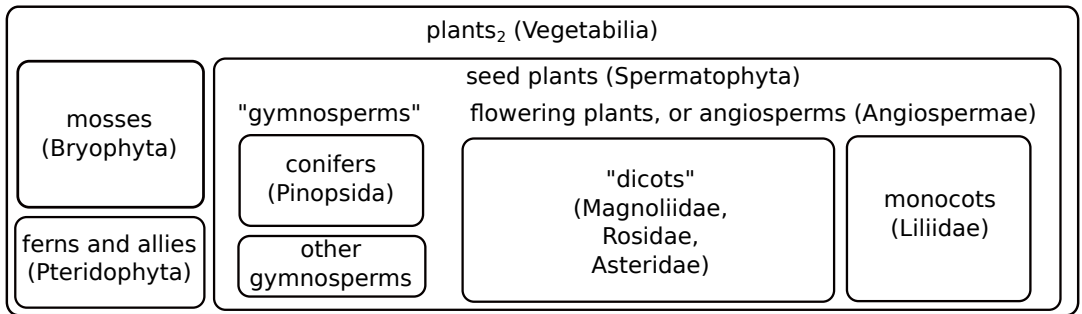 plants₂ (Vegetabilia)
mosses
(Bryophyta)
ferns and allies
(Pteridophyta)
seed plants (Spermatophyta)
"gymnosperms"
conifers
(Pinopsida)
other
gymnosperms
flowering plants, or angiosperms (Angiospermae)
"dicots"
(Magnoliidae,
Rosidae,
Asteridae)
monocots
(Liliidae)